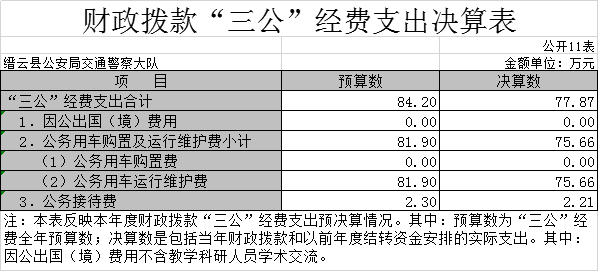 财政拨款“三公”经费支出决算表
公开11表
缙云县公安局交通警察大队 金额单位：万元
项 目 预算数 决算数
“三公”经费支出合计 84.20 77.87
1．因公出国（境）费用 0.00 0.00
2．公务用车购置及运行维护费小计 81.90 75.66
（1）公务用车购置费 0.00 0.00
（2）公务用车运行维护费 81.90 75.66
3．公务接待费 2.30 2.21
注：本表反映本年度财政拨款“三公”经费支出预决算情况。其中：预算数为“三公”经
费全年预算数；决算数是包括当年财政拨款和以前年度结转资金安排的实际支出。其中：
因公出国（境）费用不含教学科研人员学术交流。